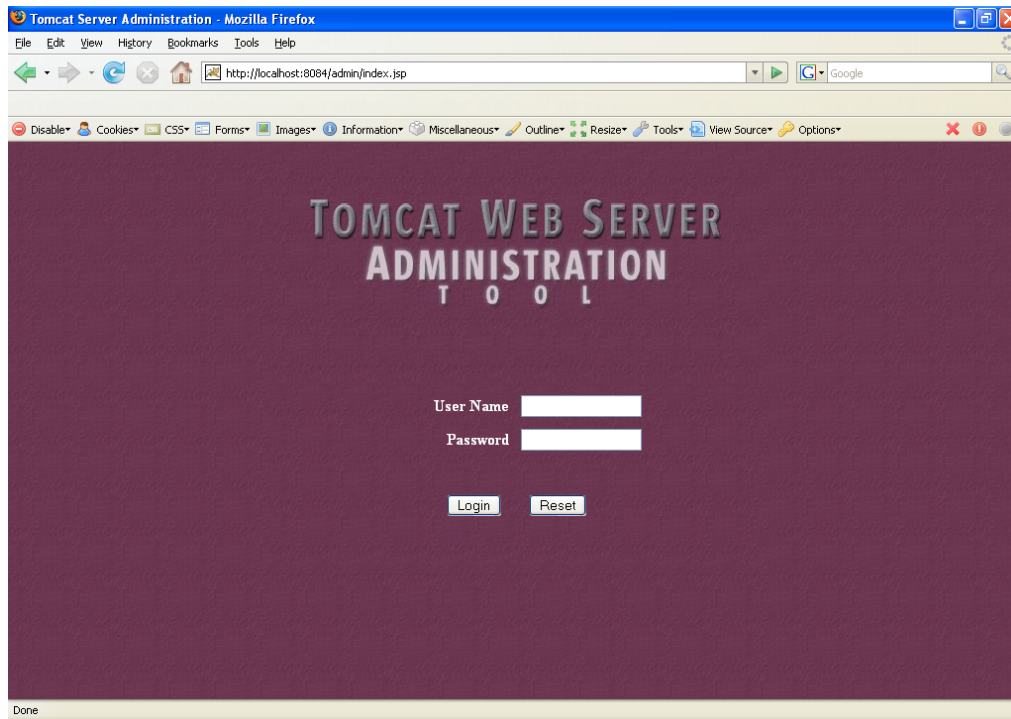 Tomcat Server Administration - Mozilla Firefox
File Edit View History Bookmarks Tools Help
http://localhost:8084/admin/index.jsp
G Google
Disable Cookies CSS Forms Images Information Miscellaneous Outline Resize Tools View Source Options
TOMCAT WEB SERVER
ADMINISTRATION
TOOL
User Name
Password
Login Reset
Done